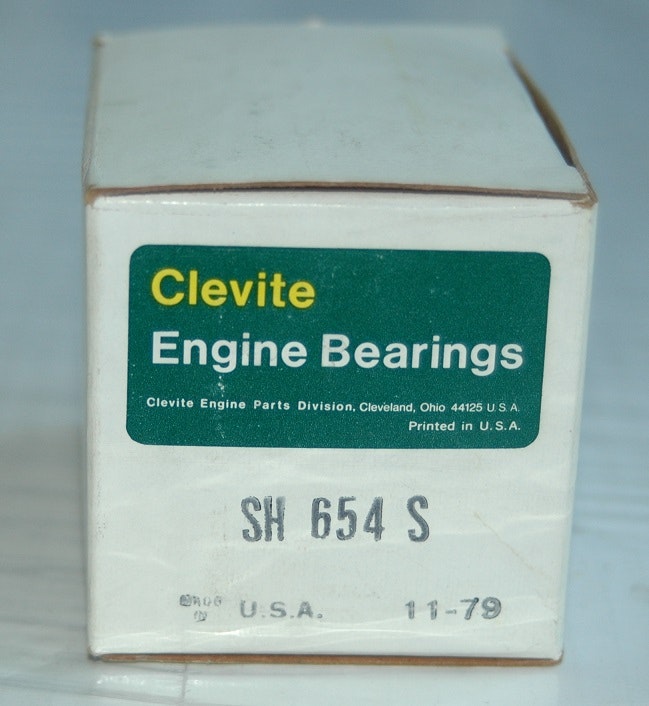 Clevite
Engine Bearings
Clevite Engine Parts Division, Cleveland, Ohio 44125 U.S.A.
Printed in U.S.A.
SH 654 S
U.S.A. 11-79